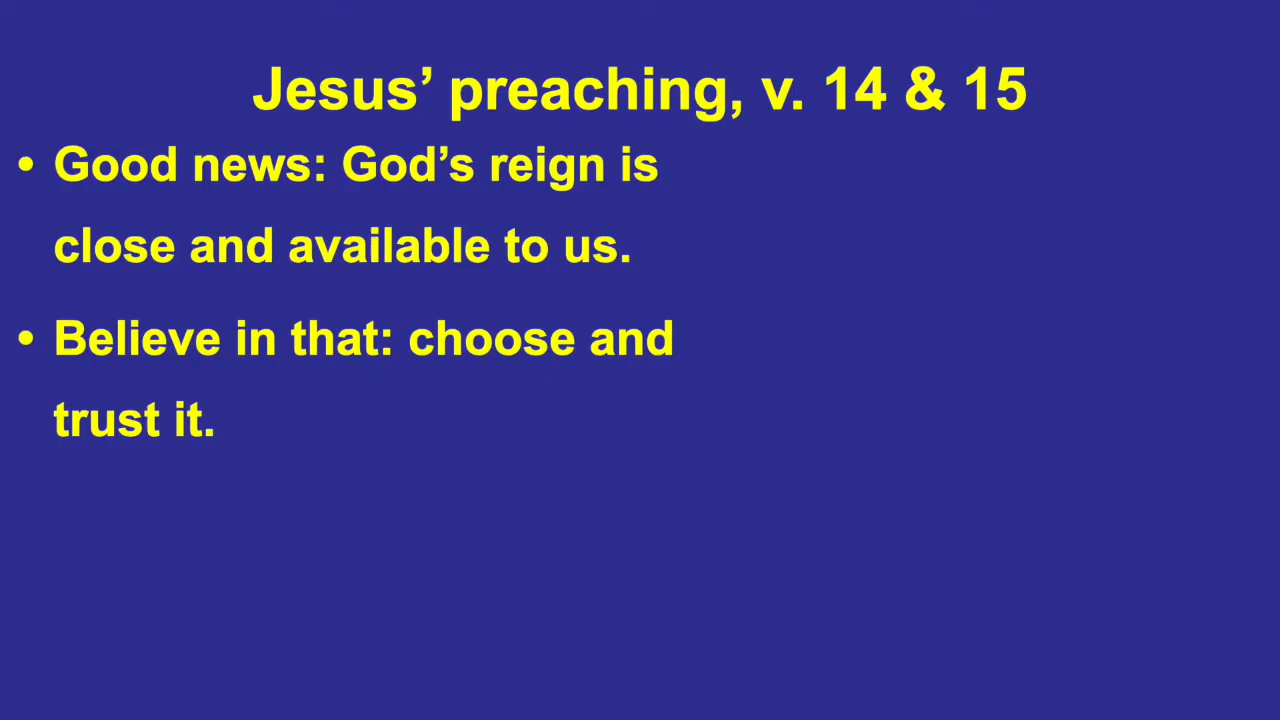 Jesus’ preaching, v. 14 & 15
• Good news: God’s reign is
close and available to us.
• Believe in that: choose and
trust it.